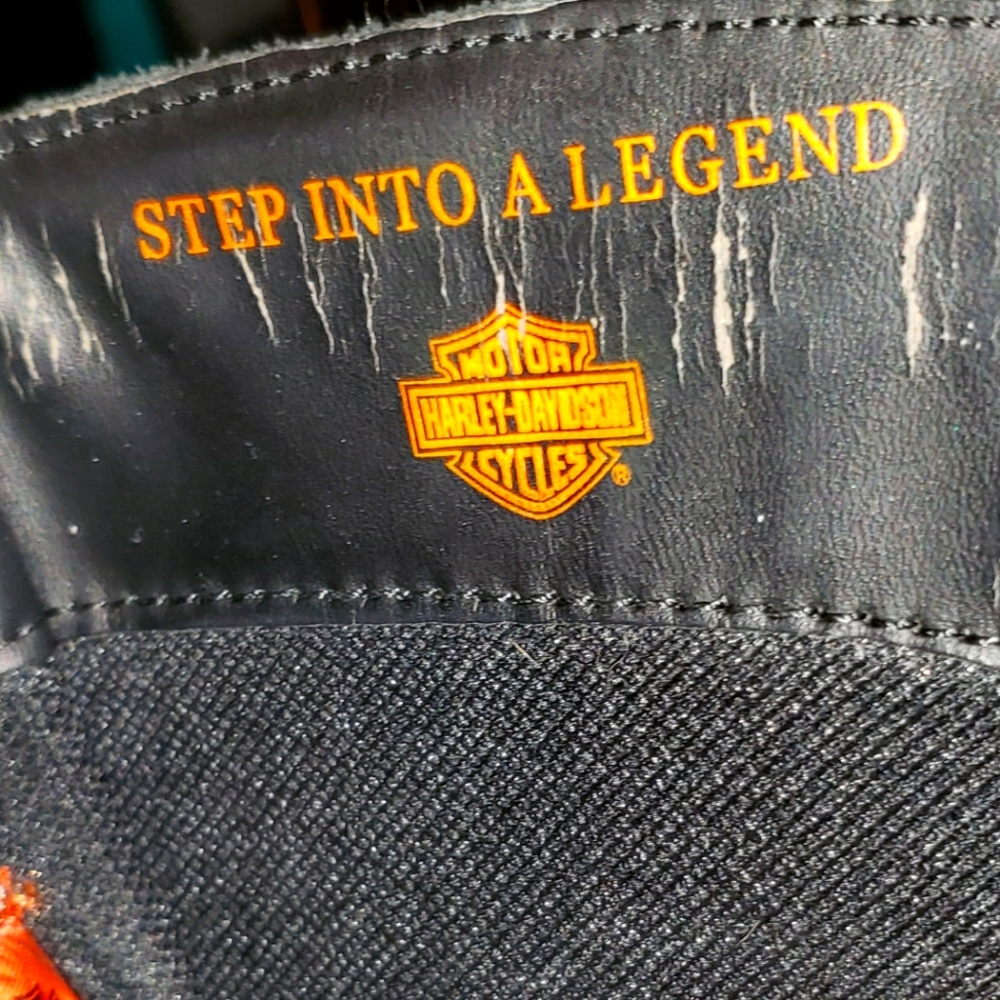 STEP INTO A LEGEND
MOTOR
HARLEY-DAVIDSON
CYCLES
®